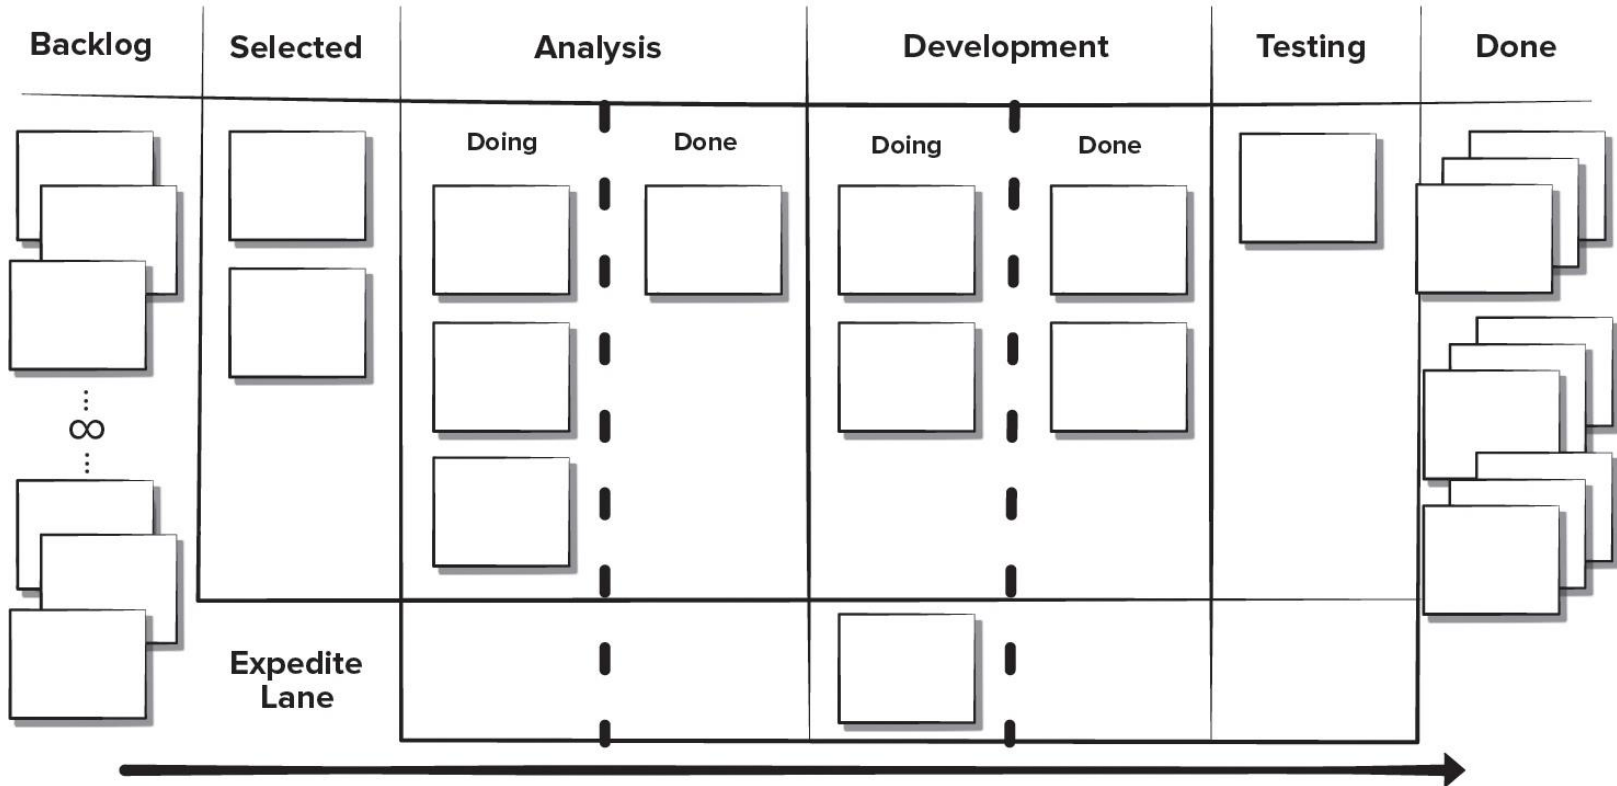 Backlog
Selected
Analysis
Development
Testing
Done
Doing
Done
Doing
Done
∞
Expedite
Lane